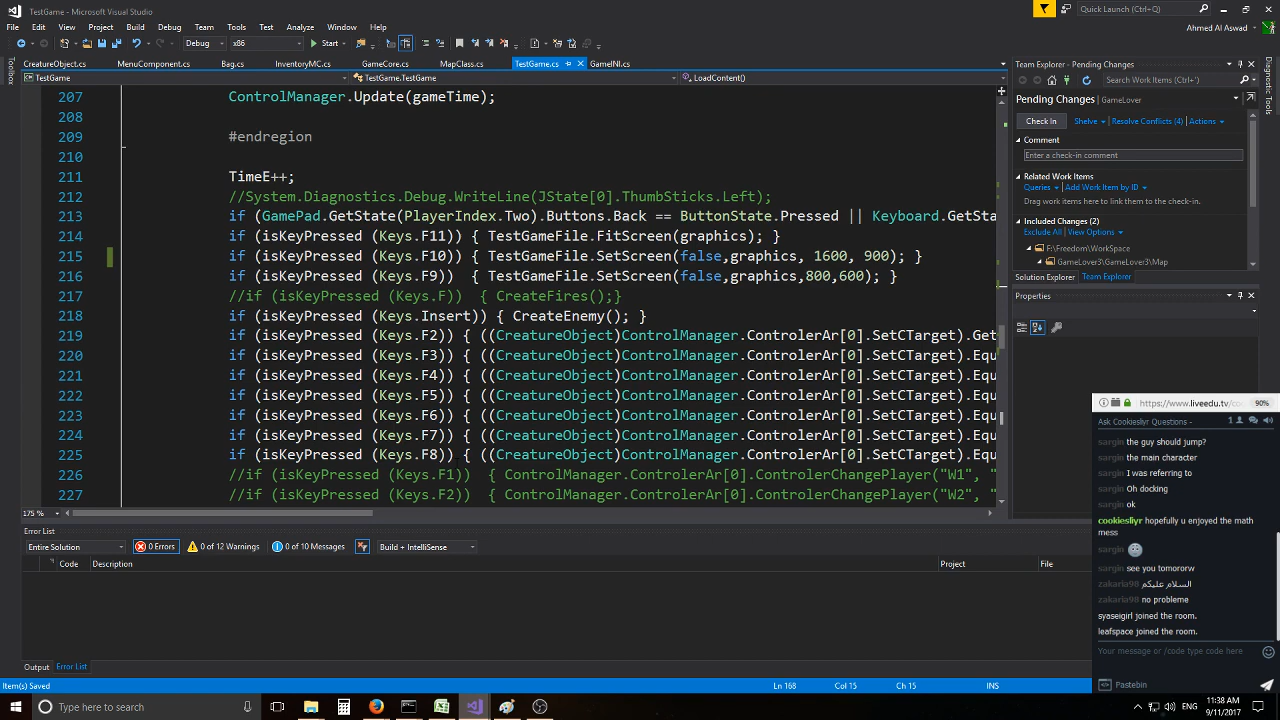 TestGame - Microsoft Visual Studio
Quick Launch (Ctrl+Q)
File Edit View Project Build Debug Team Tools Test Analyze Window Help
Ahmed Al Aswad
Debug x86 Start
CreatureObject.cs MenuComponent.cs Bag.cs InventoryMC.cs GameCore.cs MapClass.cs TestGame.cs GameINI.cs
TestGame TestGame.TestGame LoadContent()
Toolbox
Diagnostic Tools
207 ControlManager.Update(gameTime);
208
209 #endregion
210
211 TimeE++;
212 //System.Diagnostics.Debug.WriteLine(JState[0].ThumbSticks.Left);
213 if (GamePad.GetState(PlayerIndex.Two).Buttons.Back == ButtonState.Pressed || Keyboard.GetSta
214 if (isKeyPressed (Keys.F11)) { TestGameFile.FitScreen(graphics); }
215 if (isKeyPressed (Keys.F10)) { TestGameFile.SetScreen(false,graphics, 1600, 900); }
216 if (isKeyPressed (Keys.F9)) { TestGameFile.SetScreen(false,graphics,800,600); }
217 //if (isKeyPressed (Keys.F)) { CreateFires();}
218 if (isKeyPressed (Keys.Insert)) { CreateEnemy(); }
219 if (isKeyPressed (Keys.F2)) { ((CreatureObject)ControlManager.ControlerAr[0].SetCTarget).Get
220 if (isKeyPressed (Keys.F3)) { ((CreatureObject)ControlManager.ControlerAr[0].SetCTarget).Equ
221 if (isKeyPressed (Keys.F4)) { ((CreatureObject)ControlManager.ControlerAr[0].SetCTarget).Equ
222 if (isKeyPressed (Keys.F5)) { ((CreatureObject)ControlManager.ControlerAr[0].SetCTarget).Equ
223 if (isKeyPressed (Keys.F6)) { ((CreatureObject)ControlManager.ControlerAr[0].SetCTarget).Equ
224 if (isKeyPressed (Keys.F7)) { ((CreatureObject)ControlManager.ControlerAr[0].SetCTarget).Equ
225 if (isKeyPressed (Keys.F8)) { ((CreatureObject)ControlManager.ControlerAr[0].SetCTarget).Equ
226 //if (isKeyPressed (Keys.F1)) { ControlManager.ControlerAr[0].ControlerChangePlayer("W1", "
227 //if (isKeyPressed (Keys.F2)) { ControlManager.ControlerAr[0].ControlerChangePlayer("W2", "
175 %
Team Explorer - Pending Changes
Search Work Items (Ctrl+')
Pending Changes | GameLover
Check In Shelve Resolve Conflicts (4) Actions
Comment
Enter a check-in comment
Related Work Items
Queries Add Work Item by ID
Drag work items here to link them to the check-in.
Included Changes (2)
Exclude All View Options
F:\Freedom\WorkSpace
GameLover3\GameLover3\Map
Solution Explorer Team Explorer
Properties
Error List
Entire Solution 0 Errors 0 of 12 Warnings 0 of 10 Messages Build + IntelliSense
Code Description Project File
Output Error List
Item(s) Saved Ln 168 Col 15 Ch 15 INS
https://www.liveedu.tv/co 90%
Ask Cookiesliyr Questions - 1
sargin the guy should jump?
sargin the main character
sargin I was referring to
sargin Oh docking
sargin ok
cookiesliyr hopefully u enjoyed the math
mess
sargin
sargin see you tomororw
zakaria98 السلام عليكم
zakaria98 no probleme
syaseigirl joined the room.
leafspace joined the room.
Your message or /code type code here
Pastebin
Type here to search
11:38 AM
9/11/2017